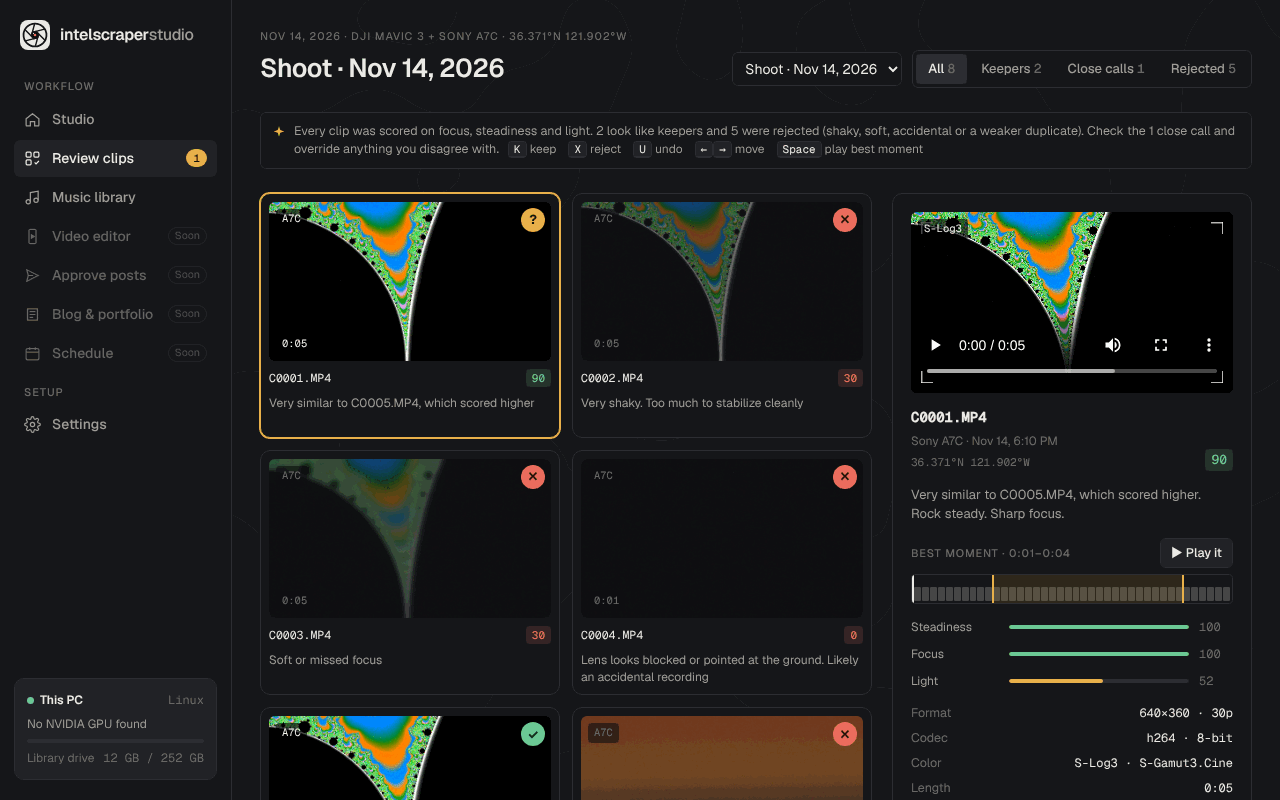 intelscraperstudio
WORKFLOW
Studio
Review clips 1
Music library
Video editor Soon
Approve posts Soon
Blog & portfolio Soon
Schedule Soon
SETUP
Settings
This PC Linux
No NVIDIA GPU found
Library drive 12 GB / 252 GB
NOV 14, 2026 · DJI MAVIC 3 + SONY A7C · 36.371°N 121.902°W
Shoot · Nov 14, 2026
Shoot · Nov 14, 2026
All 8 Keepers 2 Close calls 1 Rejected 5
Every clip was scored on focus, steadiness and light. 2 look like keepers and 5 were rejected (shaky, soft, accidental or a weaker duplicate). Check the 1 close call and
override anything you disagree with. K keep X reject U undo ← → move Space play best moment
A7C ?
0:05
C0001.MP4 90
Very similar to C0005.MP4, which scored higher
A7C
0:05
C0002.MP4 30
Very shaky. Too much to stabilize cleanly
A7C
0:05
C0003.MP4 30
Soft or missed focus
A7C
0:01
C0004.MP4 0
Lens looks blocked or pointed at the ground. Likely
an accidental recording
A7C
A7C
S-Log3
0:00 / 0:05
C0001.MP4
Sony A7C · Nov 14, 6:10 PM
36.371°N 121.902°W 90
Very similar to C0005.MP4, which scored higher.
Rock steady. Sharp focus.
BEST MOMENT · 0:01–0:04 Play it
Steadiness 100
Focus 100
Light 52
Format 640×360 · 30p
Codec h264 · 8-bit
Color S-Log3 · S-Gamut3.Cine
Length 0:05